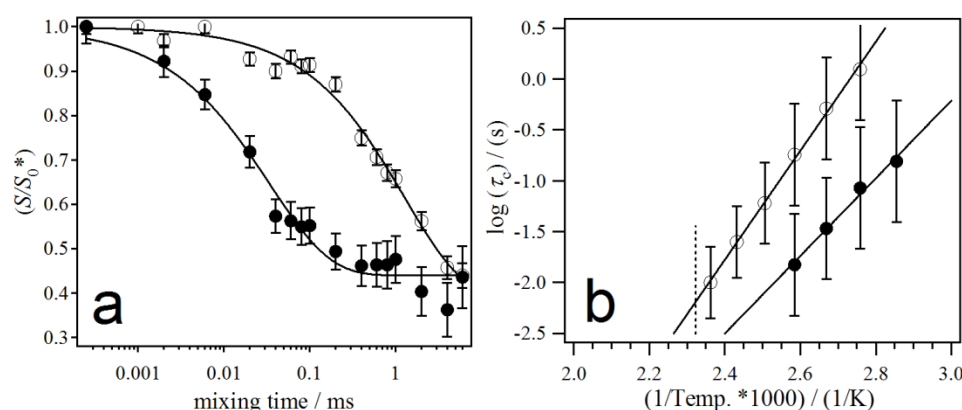 1.0
0.9
0.8
0.7
0.6
0.5
0.4
0.3
(S/S0*)
a
0.001 0.01 0.1 1
mixing time / ms
0.0
-0.5
-1.0
-1.5
-2.0
-2.5
log (τc) / (s)
b
2.0 2.2 2.4 2.6 2.8 3.0
(1/Temp. *1000) / (1/K)